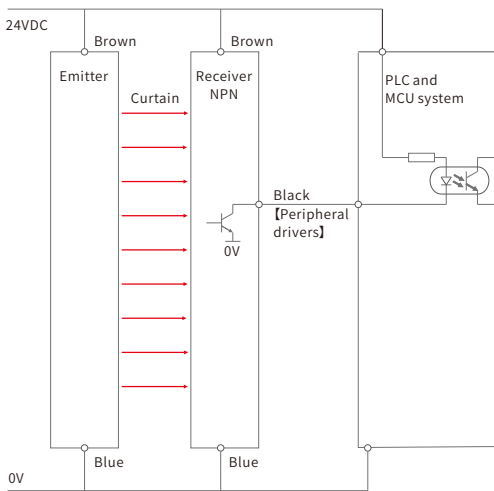 24VDC
Brown
Brown
Emitter
Curtain
Receiver
NPN
PLC and
MCU system
Black
【Peripheral
drivers】
0V
Blue
Blue
0V